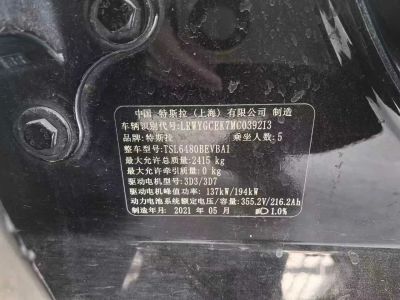 中国 特斯拉（上海）有限公司 制造
车辆识别代号:LRWYGCEK7MC039213
品牌：特斯拉 乘坐人数：5
整车型号:TSL6480BEVBA1
最大允许总质量:2415 kg
最大允许牵引质量:0 kg
驱动电机型号:3D3/3D7
驱动电机峰值功率: 137kW/194kW
动力电池系统额定电压/容量:355.2V/216.2Ah
制造年月: 2021 年 05 月 1.0%